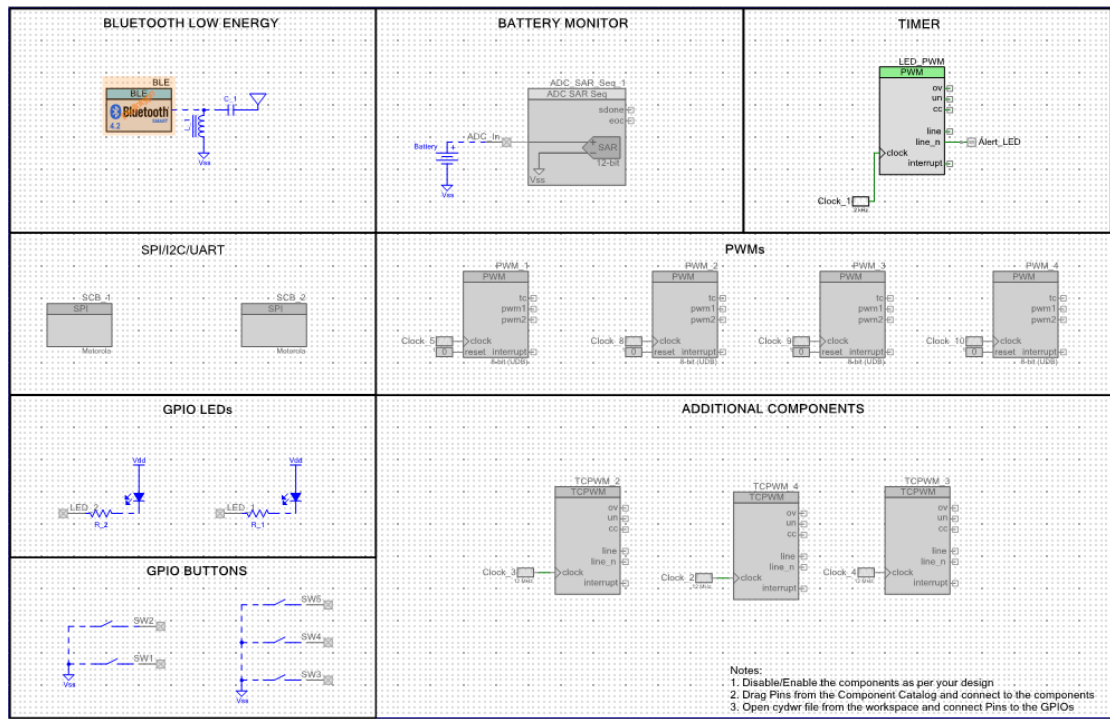 BLUETOOTH LOW ENERGY
BLE
BLE
Bluetooth
SMART
4.2
C_1
L_1
Vss
BATTERY MONITOR
ADC_SAR_Seq_1
ADC SAR Seq
sdone
eoc
ADC_In
SAR
12-bit
Battery
Vss
Vss
TIMER
LED_PWM
PWM
ov
un
cc
line
line_n
Alert_LED
clock
interrupt
Clock_1
SPI/I2C/UART
SCB_1
SPI
Motorola
SCB_2
SPI
Motorola
PWMs
PWM_1
PWM
tc
pwm1
pwm2
Clock_5
clock
0
reset interrupt
8-bit (UDB)
PWM_2
PWM
tc
pwm1
pwm2
Clock_8
clock
0
reset interrupt
8-bit (UDB)
PWM_3
PWM
tc
pwm1
pwm2
Clock_9
clock
0
reset interrupt
8-bit (UDB)
PWM_4
PWM
tc
pwm1
pwm2
Clock_10
clock
0
reset interrupt
8-bit (UDB)
GPIO LEDs
Vdd
LED_2
R_2
Vdd
LED_1
R_1
GPIO BUTTONS
SW2
SW1
Vss
SW5
SW4
SW3
Vss
ADDITIONAL COMPONENTS
TCPWM_2
TCPWM
ov
un
cc
line
line_n
Clock_3
12 MHz
clock
interrupt
TCPWM_4
TCPWM
ov
un
cc
line
line_n
Clock_2
12 MHz
clock
interrupt
TCPWM_3
TCPWM
ov
un
cc
line
line_n
Clock_4
12 MHz
clock
interrupt
Notes:
1. Disable/Enable the components as per your design
2. Drag Pins from the Component Catalog and connect to the components
3. Open cydwr file from the workspace and connect Pins to the GPIOs